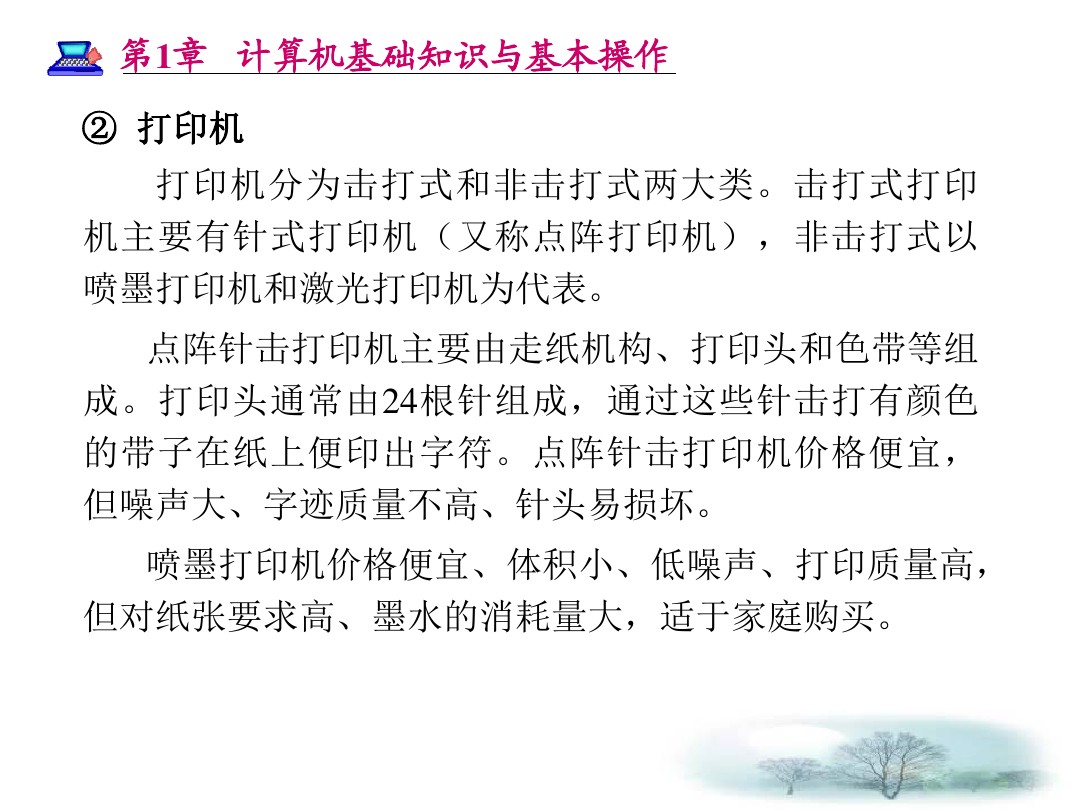 第1章 计算机基础知识与基本操作
② 打印机
打印机分为击打式和非击打式两大类。击打式打印
机主要有针式打印机（又称点阵打印机），非击打式以
喷墨打印机和激光打印机为代表。
点阵针击打印机主要由走纸机构、打印头和色带等组
成。打印头通常由24根针组成，通过这些针击打有颜色
的带子在纸上便印出字符。点阵针击打印机价格便宜，
但噪声大、字迹质量不高、针头易损坏。
喷墨打印机价格便宜、体积小、低噪声、打印质量高，
但对纸张要求高、墨水的消耗量大，适于家庭购买。